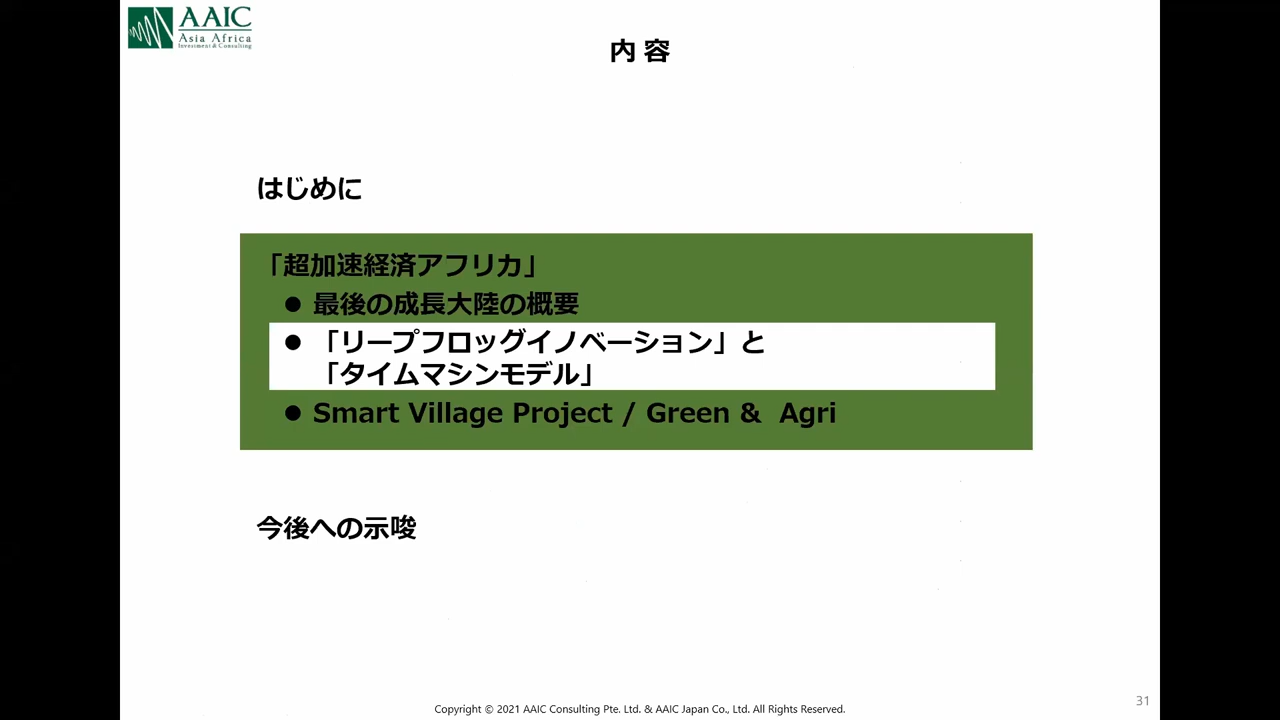 AAIC
Asia Africa
Investment & Consulting
内 容
はじめに
「超加速経済アフリカ」
● 最後の成長大陸の概要
● 「リープフロッグイノベーション」と
「タイムマシンモデル」
● Smart Village Project / Green & Agri
今後への示唆
Copyright © 2021 AAIC Consulting Pte. Ltd. & AAIC Japan Co., Ltd. All Rights Reserved.
31